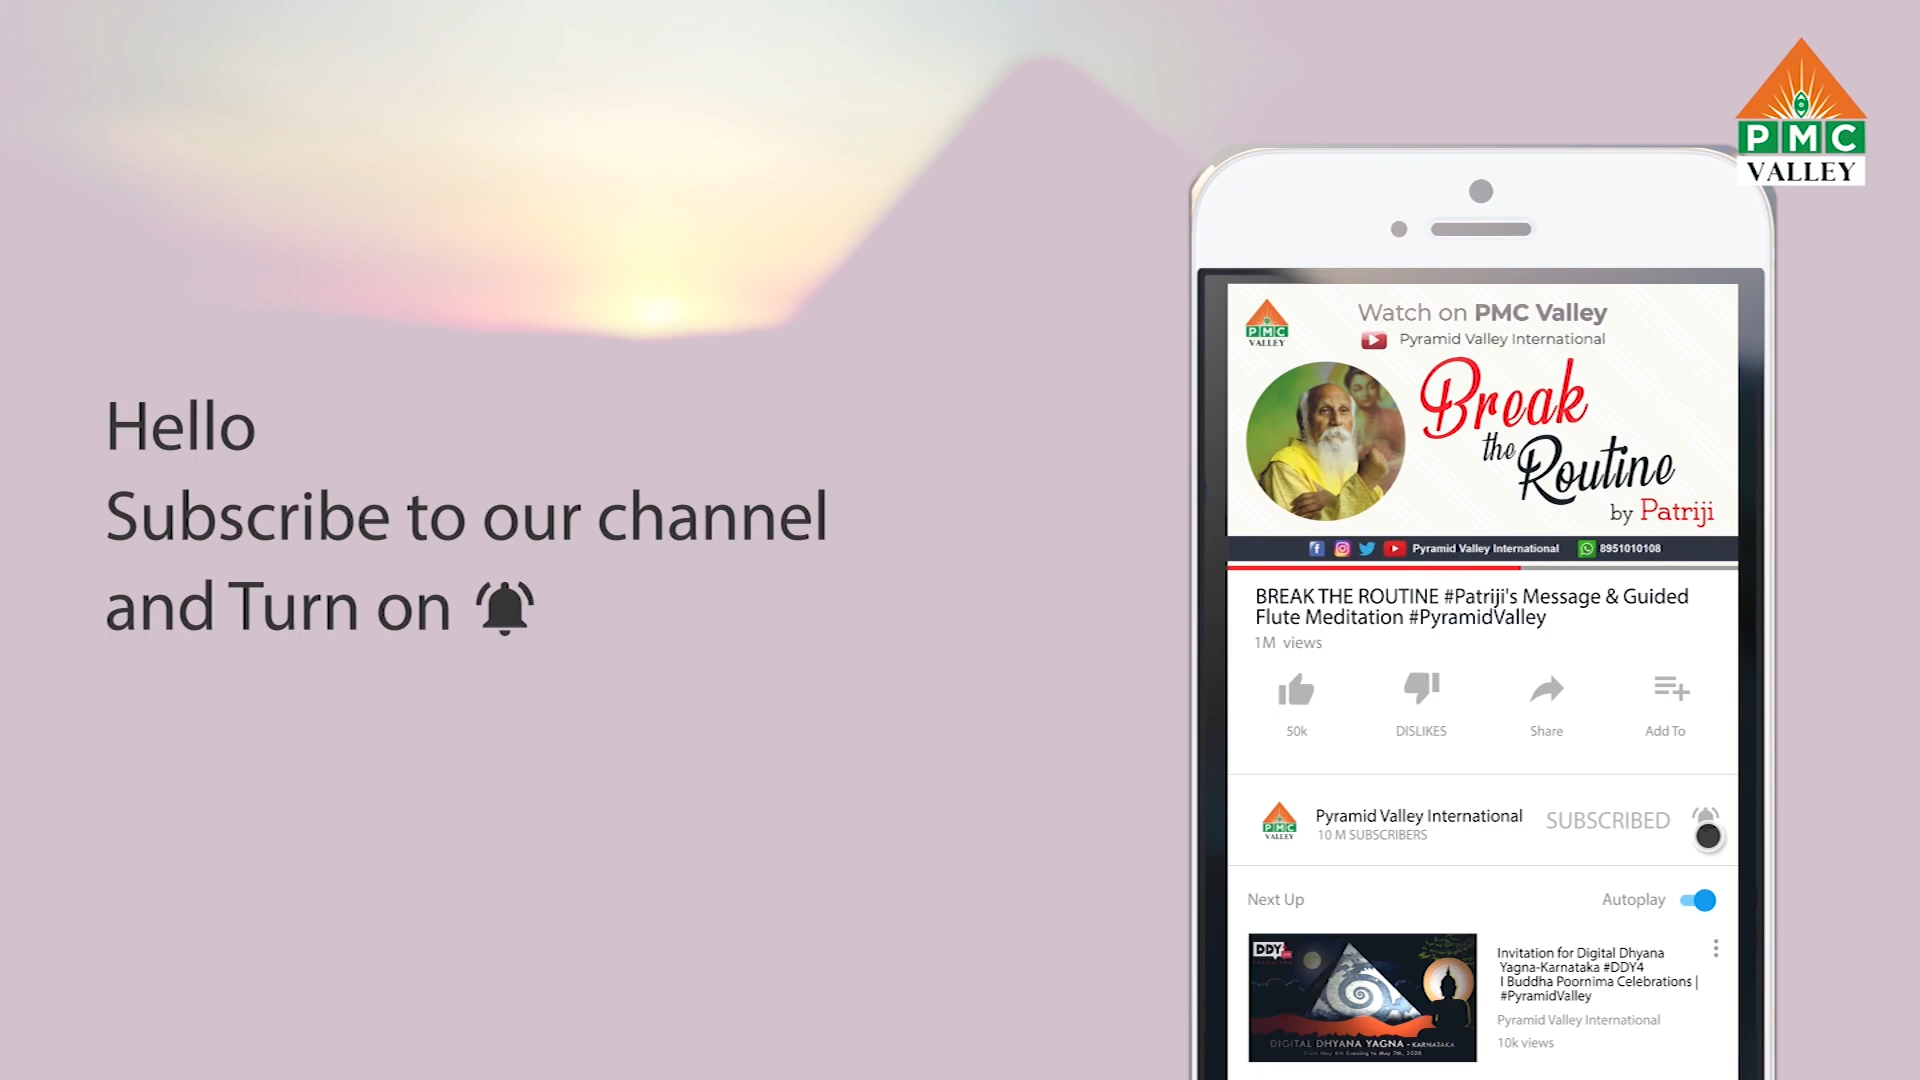 PMC
VALLEY
Hello
Subscribe to our channel
and Turn on
Watch on PMC Valley
Pyramid Valley International
PMC
VALLEY
Break
the Routine
by Patriji
Pyramid Valley International 8951010108
BREAK THE ROUTINE #Patriji's Message & Guided
Flute Meditation #PyramidValley
1M views
50k DISLIKES Share Add To
PMC
VALLEY
Pyramid Valley International SUBSCRIBED
10 M SUBSCRIBERS
Next Up Autoplay
DDY
DIGITAL DHYANA YAGNA - KARNATAKA
Invitation for Digital Dhyana
Yagna-Karnataka #DDY4
I Buddha Poornima Celebrations |
#PyramidValley
Pyramid Valley International
10k views